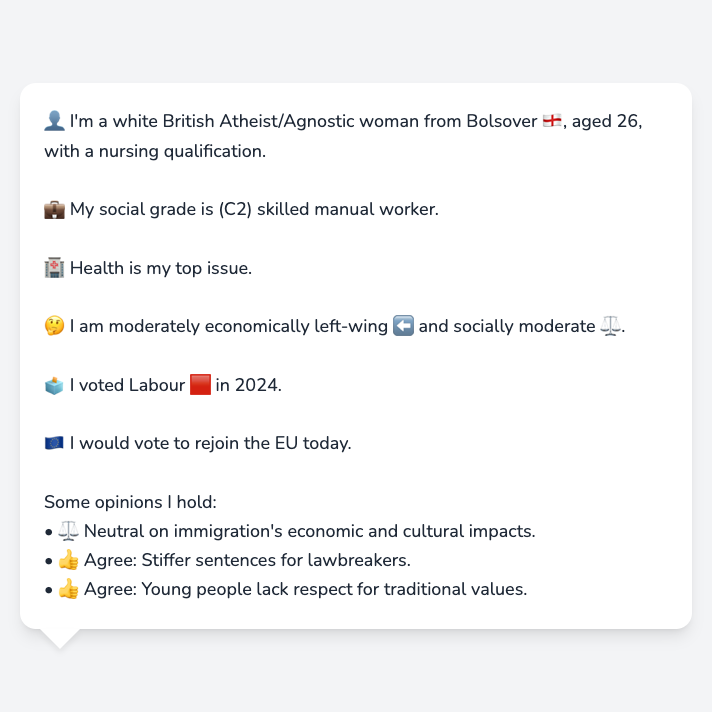 👤 I'm a white British Atheist/Agnostic woman from Bolsover 🏴󠁧󠁢󠁥󠁮󠁧󠁿, aged 26,
with a nursing qualification.
💼 My social grade is (C2) skilled manual worker.
🏥 Health is my top issue.
🤔 I am moderately economically left-wing ⬅️ and socially moderate ⚖️.
🗳️ I voted Labour 🟥 in 2024.
🇪🇺 I would vote to rejoin the EU today.
Some opinions I hold:
• ⚖️ Neutral on immigration's economic and cultural impacts.
• 👍 Agree: Stiffer sentences for lawbreakers.
• 👍 Agree: Young people lack respect for traditional values.